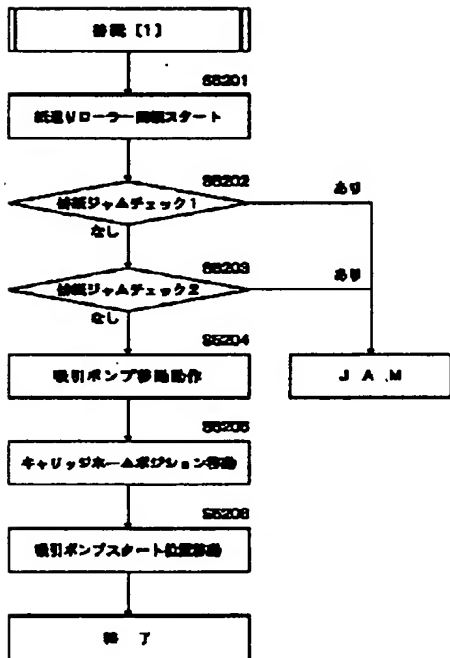 排紙 [1]
S5201
紙送りローラー回転スタート
S5202
排紙ジャムチェック1
あり
なし
S5203
排紙ジャムチェック2
あり
なし
S5204
吸引ポンプ移動動作
JAM
S5205
キャリッジホームポジション移動
S5206
吸引ポンプスタート位置移動
終了